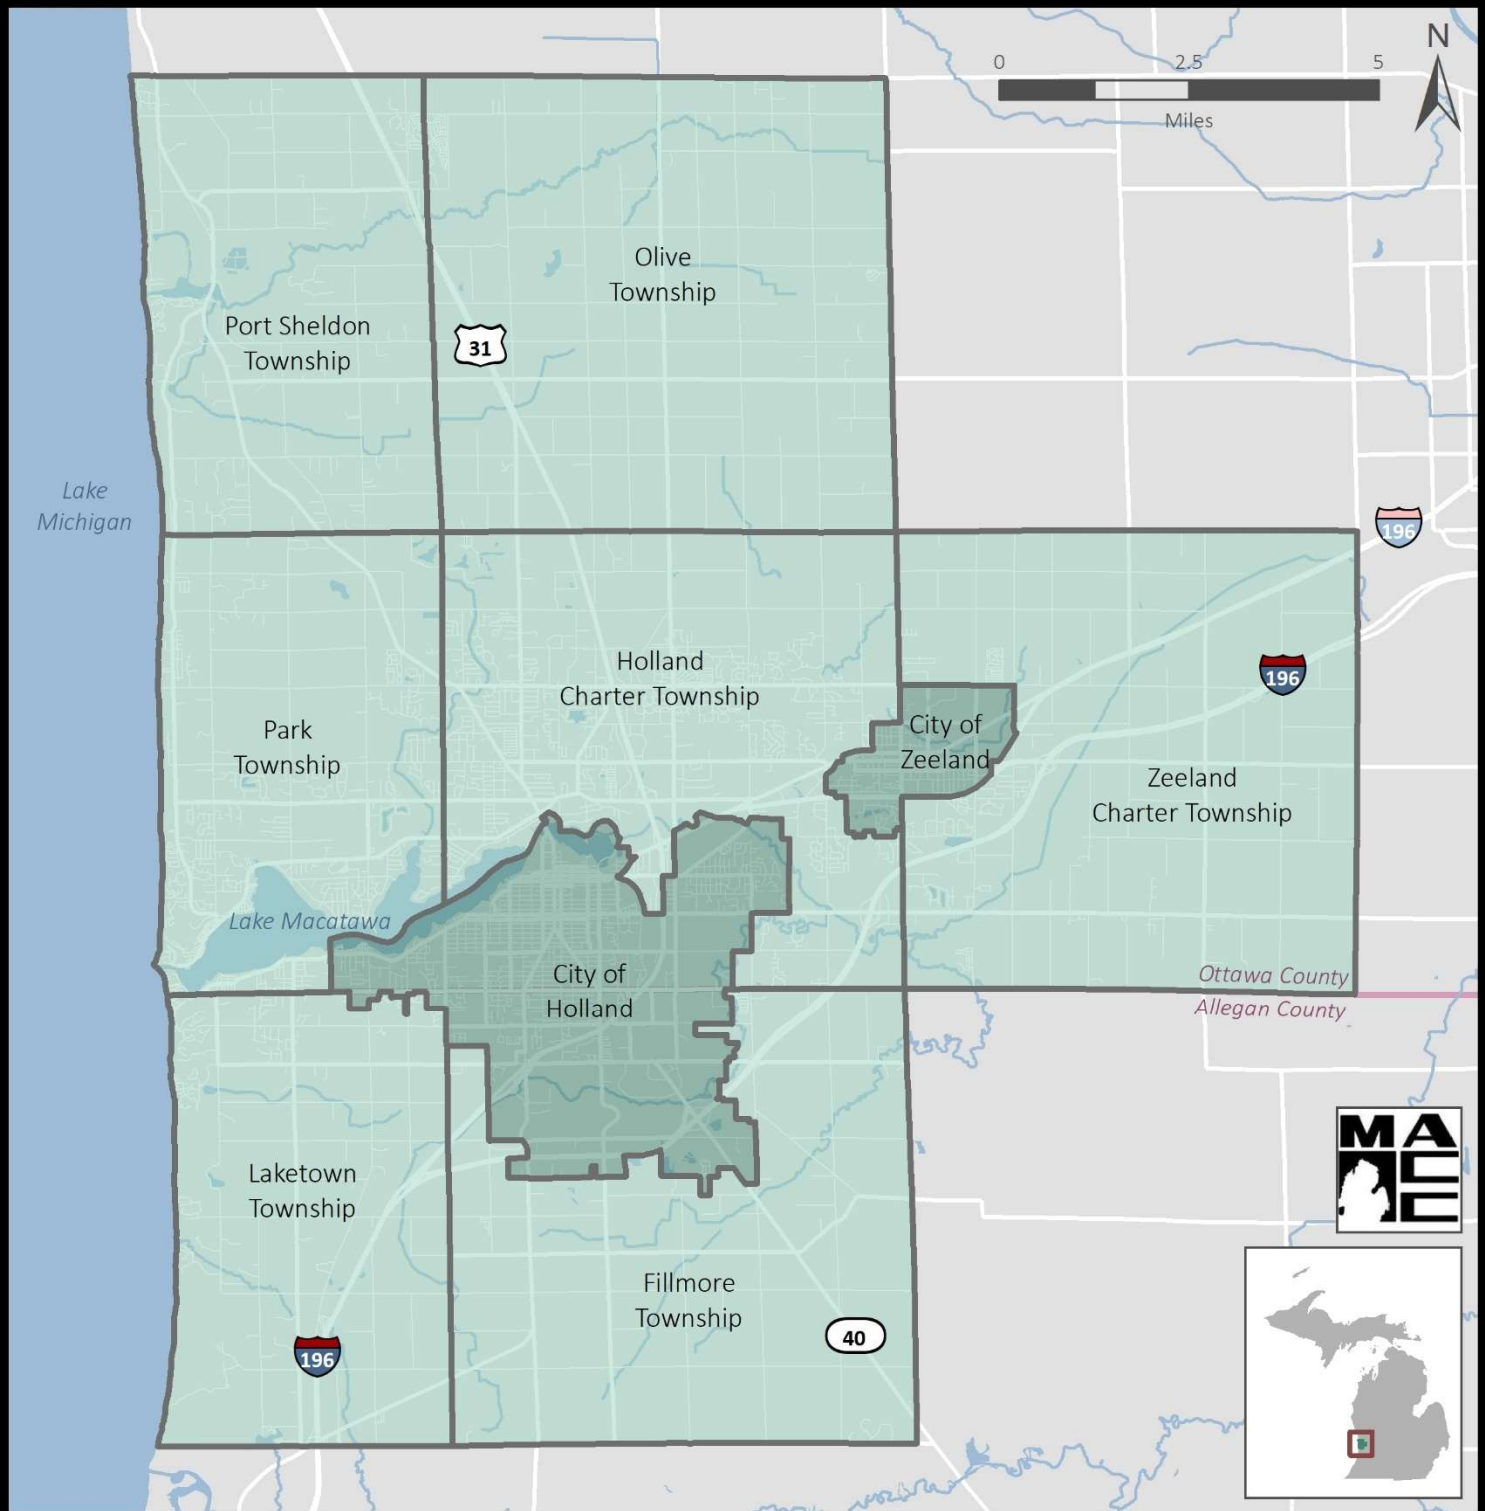 N
0 2.5 5
Miles
Olive
Township
Port Sheldon
Township
31
Lake
Michigan
196
Holland
Charter Township
196
Park
Township
City of
Zeeland
Zeeland
Charter Township
Lake Macatawa
City of
Holland
Ottawa County
Allegan County
MA
CC
Laketown
Township
Fillmore
Township
40
196